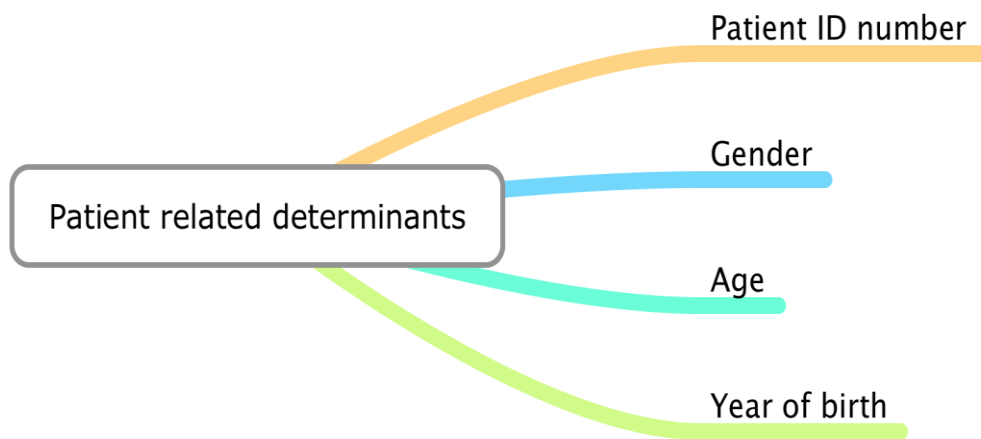 Patient ID number
Gender
Patient related determinants
Age
Year of birth